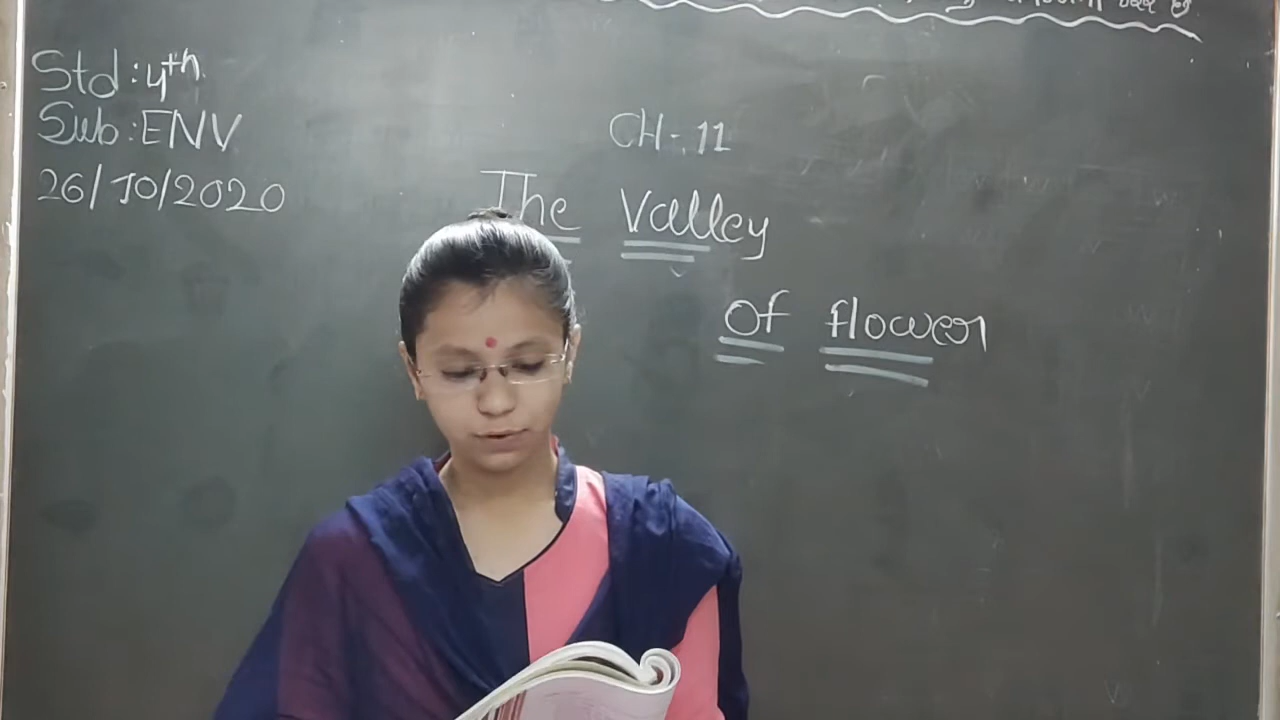 Std : 4th
Sub : ENV
26/10/2020
CH-. 11
The Valley
Of flower